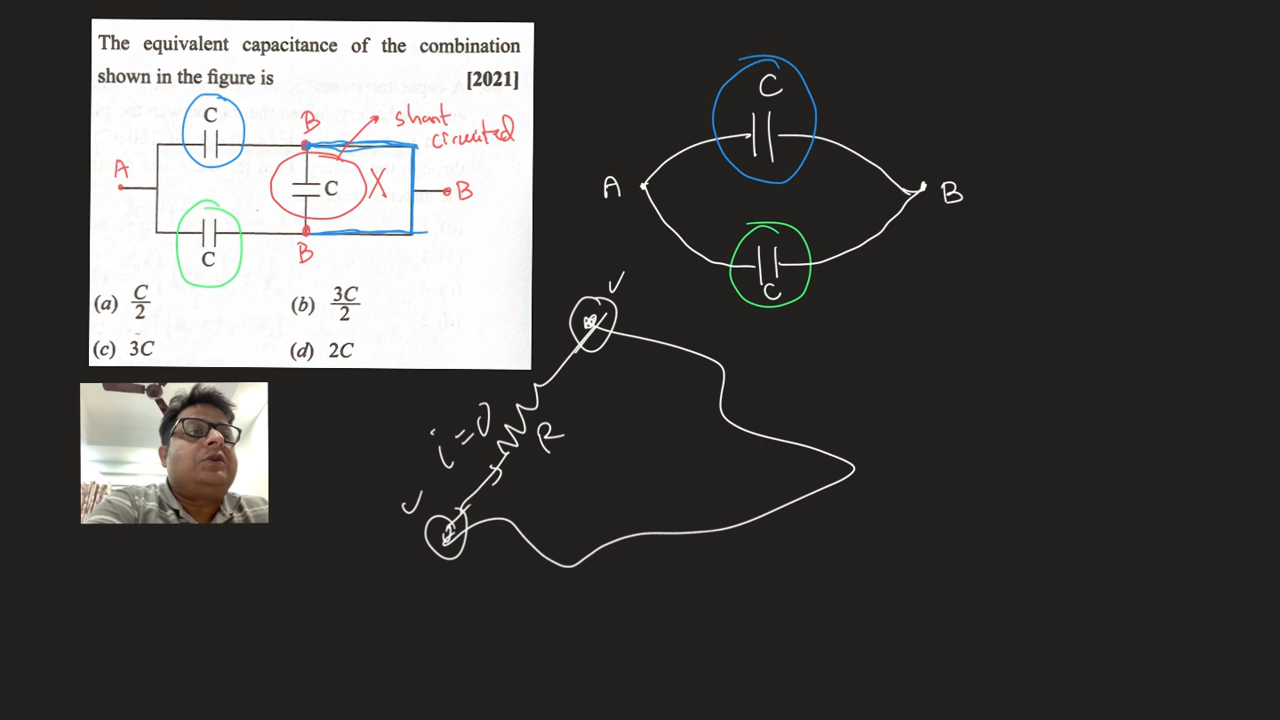 The equivalent capacitance of the combination
shown in the figure is [2021]
C
B
shunt
circuited
A
C
X
B
C
B
(a) C/2 (b) 3C/2
(c) 3C (d) 2C
C
A
B
C
i=0
R